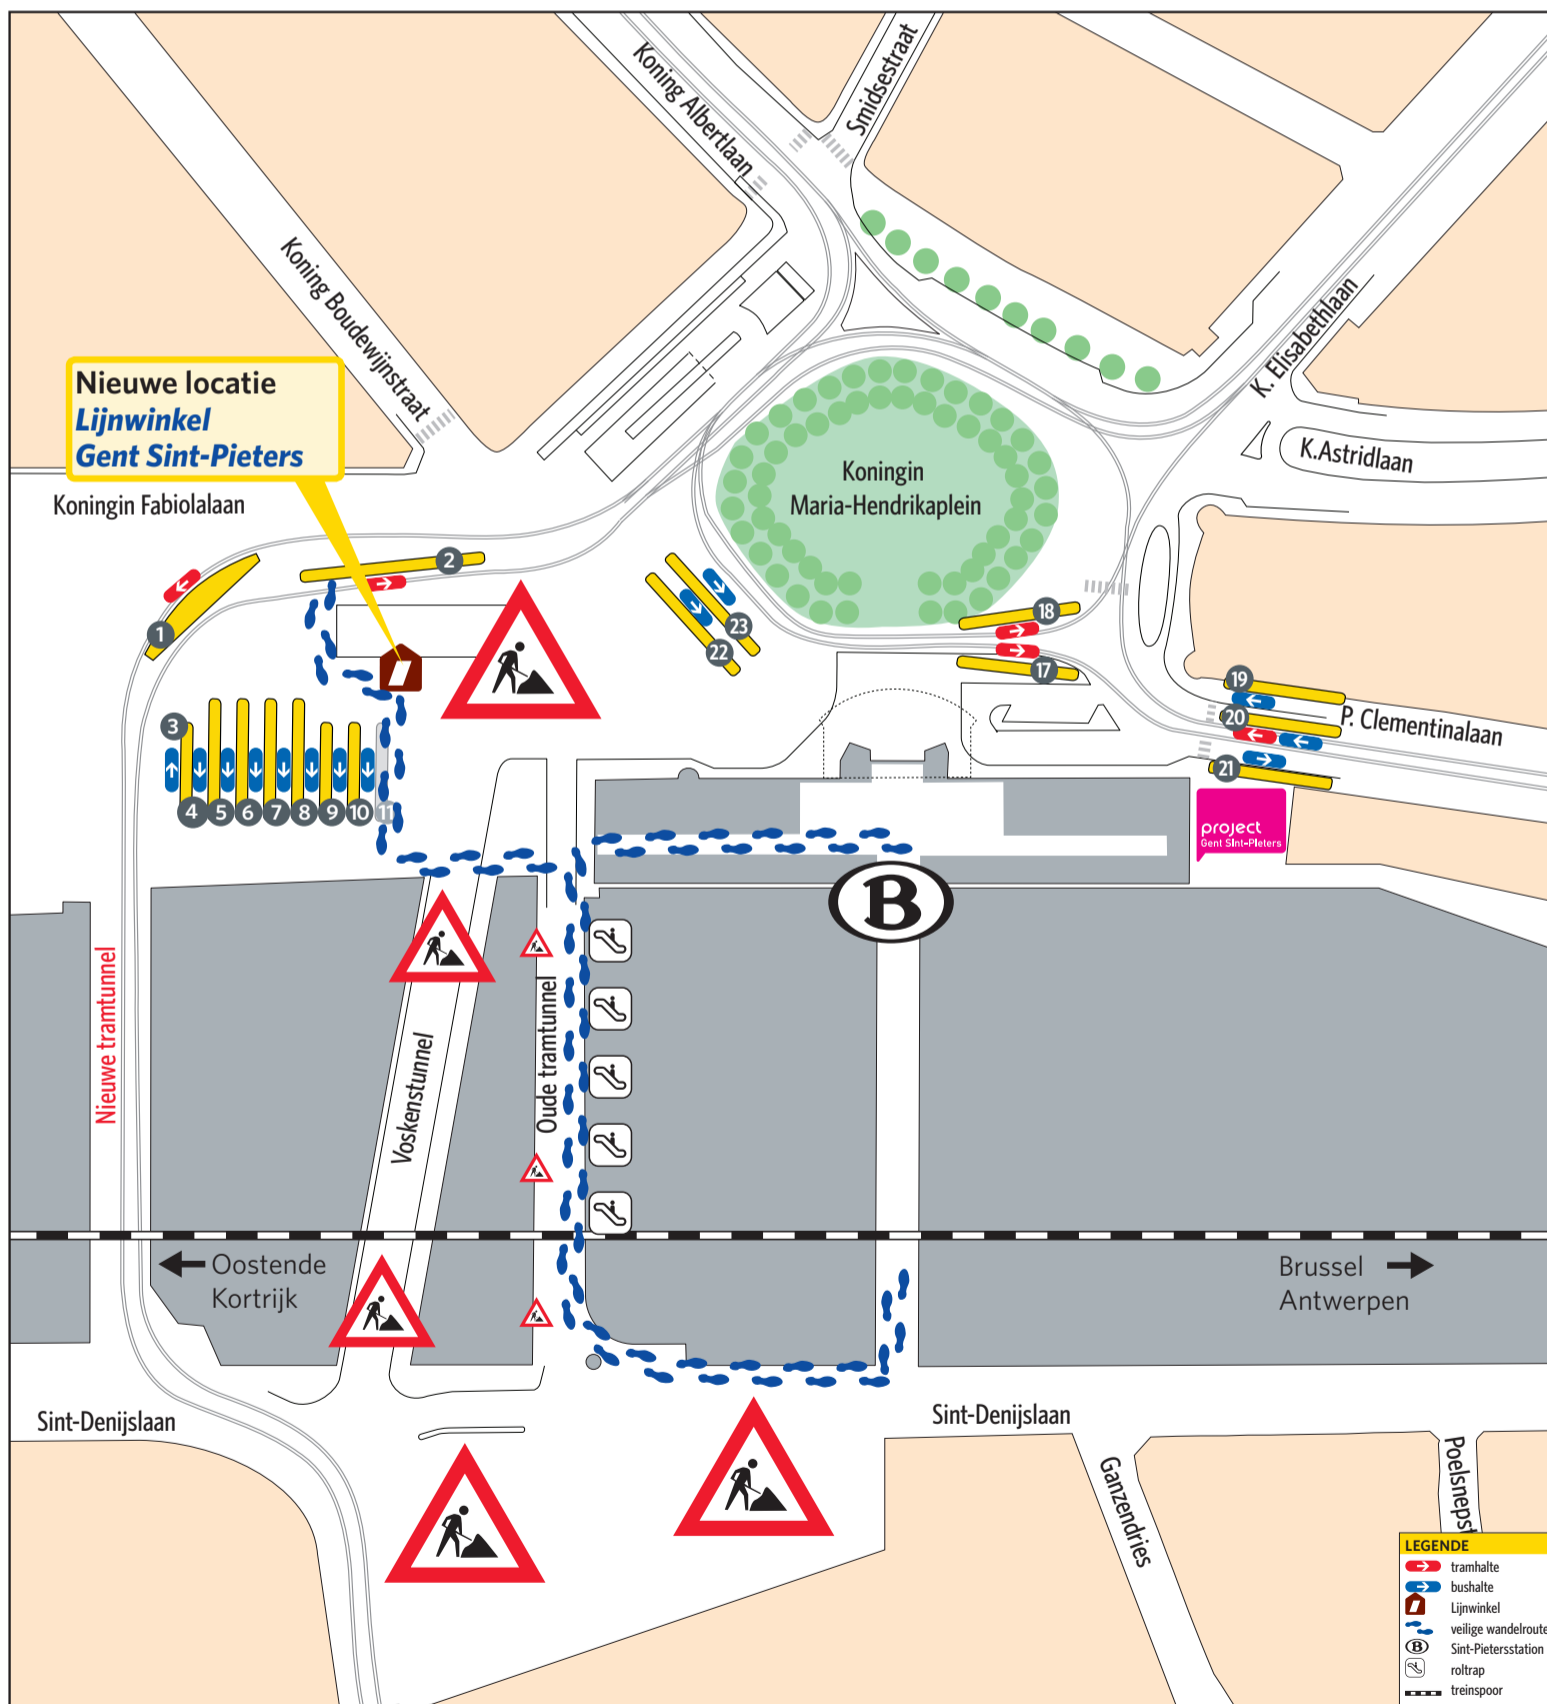 Koning Albertlaan
Smidsestraat
Koning Boudewijnstraat
K. Elisabethlaan
Nieuwe locatie
Lijnwinkel
Gent Sint-Pieters
K.Astridlaan
Koningin
Maria-Hendrikaplein
Koningin Fabiolalaan
2
1
18
23
22
17
19
20
P. Clementinalaan
21
3
4
5
6
7
8
9
10
11
project
Gent Sint-Pieters
B
Nieuwe tramtunnel
Voskenstunnel
Oude tramtunnel
Oostende
Kortrijk
Brussel
Antwerpen
Sint-Denijslaan
Sint-Denijslaan
Ganzendries
Poelsnepst
LEGENDE
tramhalte
bushalte
Lijnwinkel
veilige wandelroute
B Sint-Pietersstation
roltrap
treinspoor